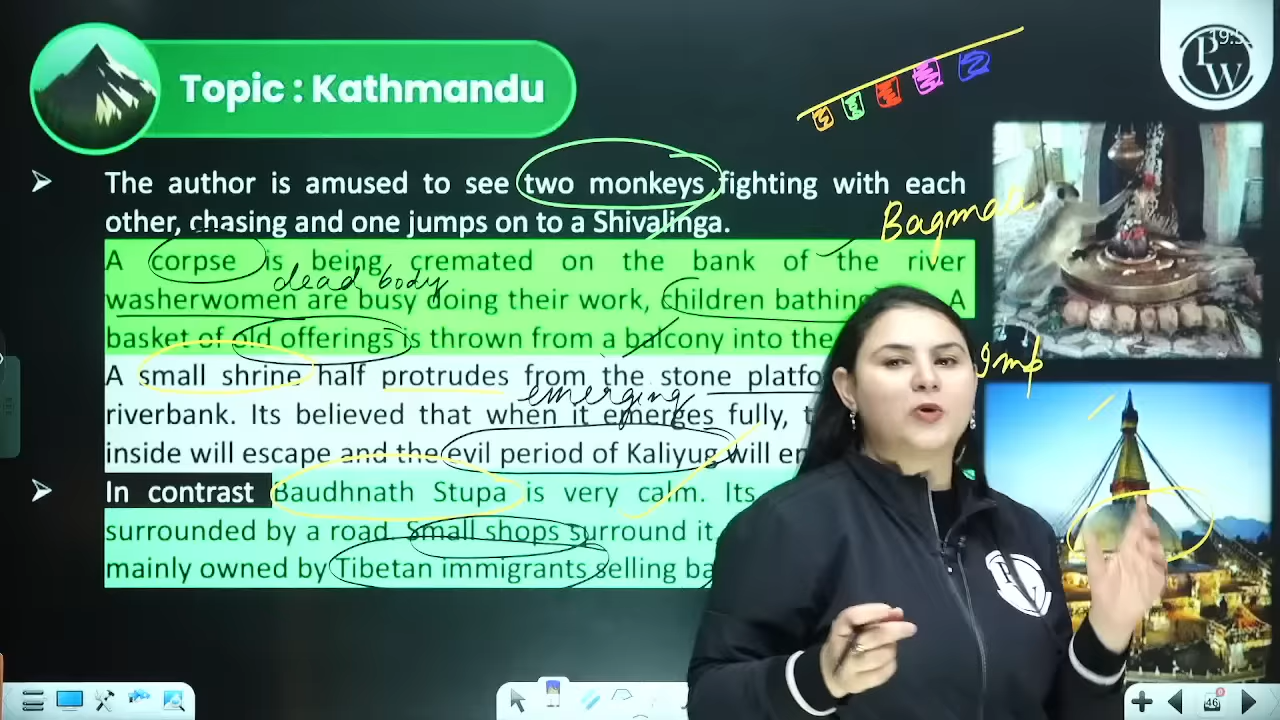 Topic : Kathmandu
PW
➤ The author is amused to see two monkeys fighting with each
other, chasing and one jumps on to a Shivalinga.
Bagmati
A corpse is being cremated on the bank of the river
dead body
washerwomen are busy doing their work, children bathing A
basket of old offerings is thrown from a balcony into the
Imp
A small shrine half protrudes from the stone platfo
emerging
riverbank. Its believed that when it emerges fully, t
inside will escape and the evil period of Kaliyug will en
➤ In contrast Baudhnath Stupa is very calm. Its
surrounded by a road. Small shops surround it
mainly owned by Tibetan immigrants selling ba
46